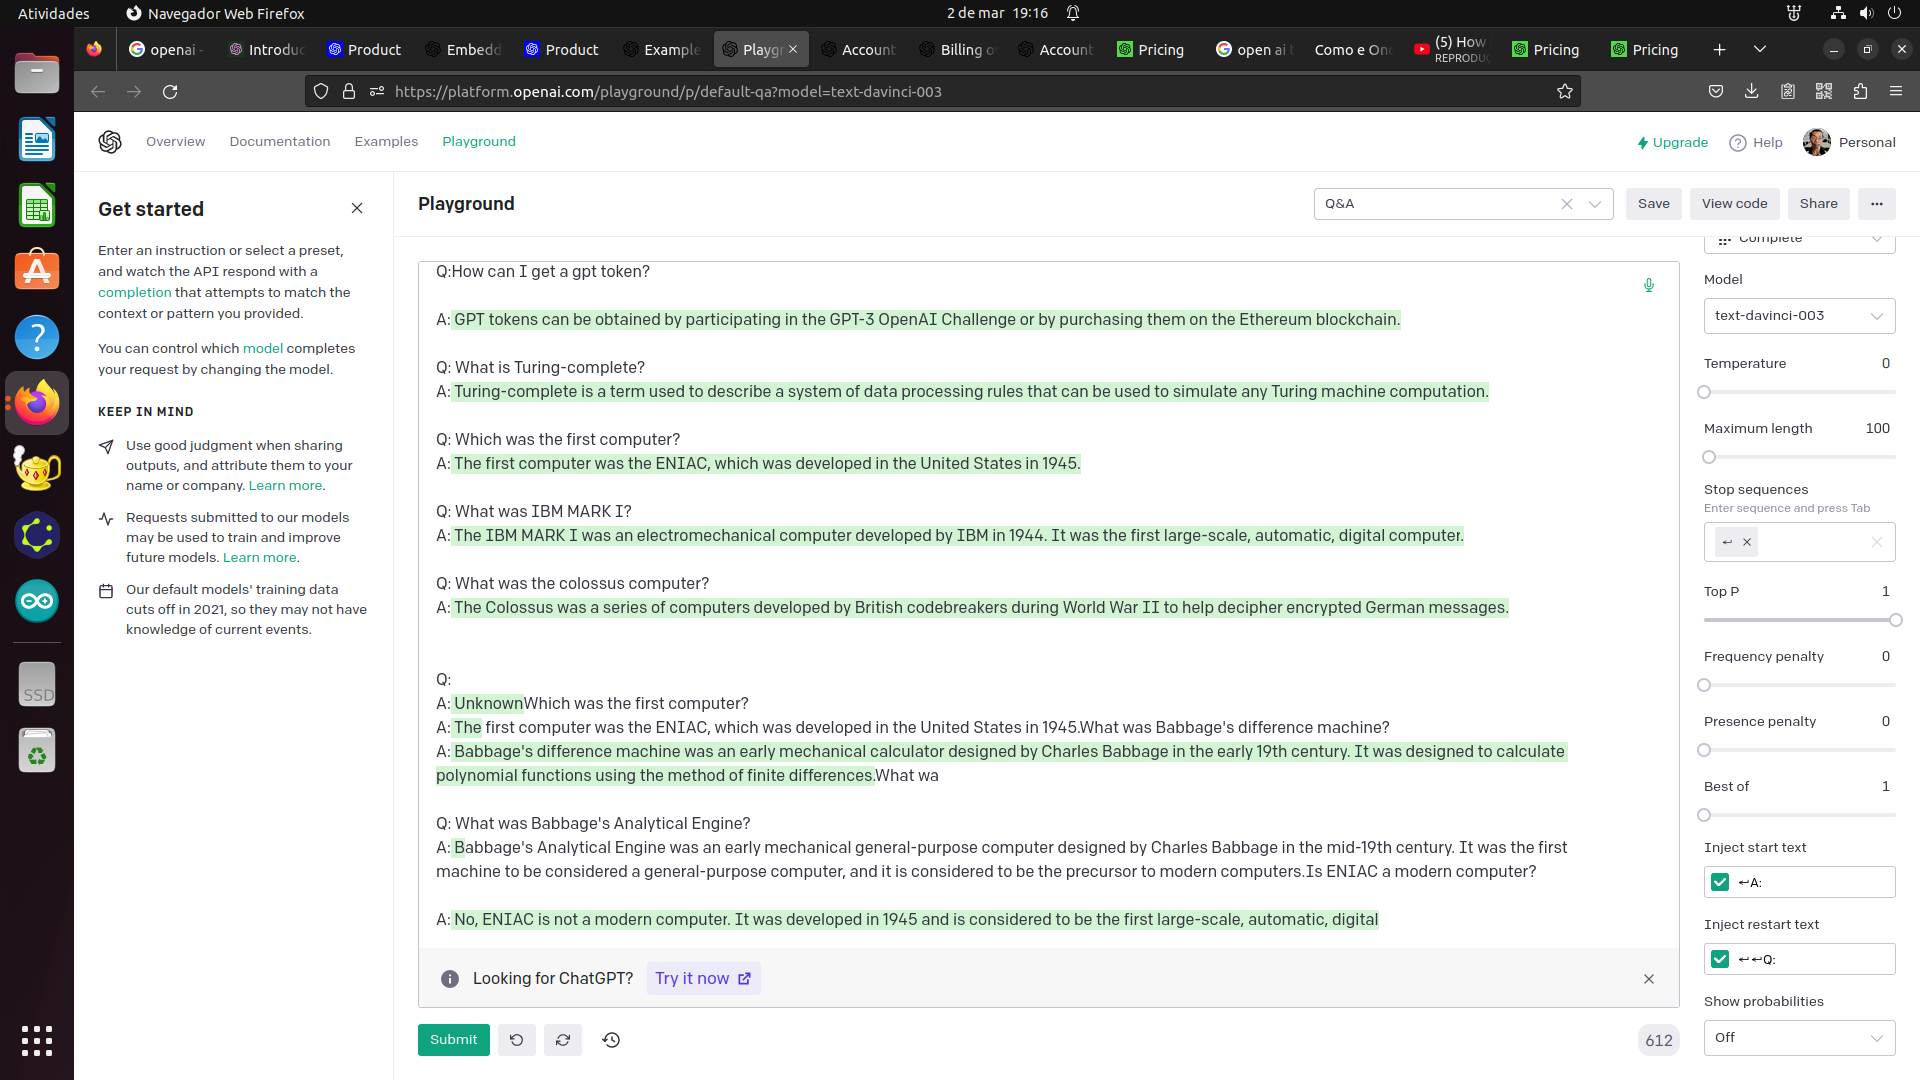 Atividades
Navegador Web Firefox
2 de mar 19:16
openai -
Introduc
Product
Embedd
Product
Example
Playgr
Account
Billing o
Account
Pricing
open ai t
Como e On
(5) How
REPRODUÇ
Pricing
Pricing
https://platform.openai.com/playground/p/default-qa?model=text-davinci-003
Overview
Documentation
Examples
Playground
Upgrade
Help
Personal
Get started
Enter an instruction or select a preset,
and watch the API respond with a
completion that attempts to match the
context or pattern you provided.
You can control which model completes
your request by changing the model.
KEEP IN MIND
Use good judgment when sharing
outputs, and attribute them to your
name or company. Learn more.
Requests submitted to our models
may be used to train and improve
future models. Learn more.
Our default models' training data
cuts off in 2021, so they may not have
knowledge of current events.
SSD
Playground
Q&A
Save
View code
Share
Q:How can I get a gpt token?
A: GPT tokens can be obtained by participating in the GPT-3 OpenAI Challenge or by purchasing them on the Ethereum blockchain.
Q: What is Turing-complete?
A: Turing-complete is a term used to describe a system of data processing rules that can be used to simulate any Turing machine computation.
Q: Which was the first computer?
A: The first computer was the ENIAC, which was developed in the United States in 1945.
Q: What was IBM MARK I?
A: The IBM MARK I was an electromechanical computer developed by IBM in 1944. It was the first large-scale, automatic, digital computer.
Q: What was the colossus computer?
A: The Colossus was a series of computers developed by British codebreakers during World War II to help decipher encrypted German messages.
Q:
A: UnknownWhich was the first computer?
A: The first computer was the ENIAC, which was developed in the United States in 1945.What was Babbage's difference machine?
A: Babbage's difference machine was an early mechanical calculator designed by Charles Babbage in the early 19th century. It was designed to calculate
polynomial functions using the method of finite differences.What wa
Q: What was Babbage's Analytical Engine?
A: Babbage's Analytical Engine was an early mechanical general-purpose computer designed by Charles Babbage in the mid-19th century. It was the first
machine to be considered a general-purpose computer, and it is considered to be the precursor to modern computers.Is ENIAC a modern computer?
A: No, ENIAC is not a modern computer. It was developed in 1945 and is considered to be the first large-scale, automatic, digital
Looking for ChatGPT? Try it now
Submit
612
Complete
Model
text-davinci-003
Temperature 0
Maximum length 100
Stop sequences
Enter sequence and press Tab
↵ ×
Top P 1
Frequency penalty 0
Presence penalty 0
Best of 1
Inject start text
↵A:
Inject restart text
↵↵Q:
Show probabilities
Off